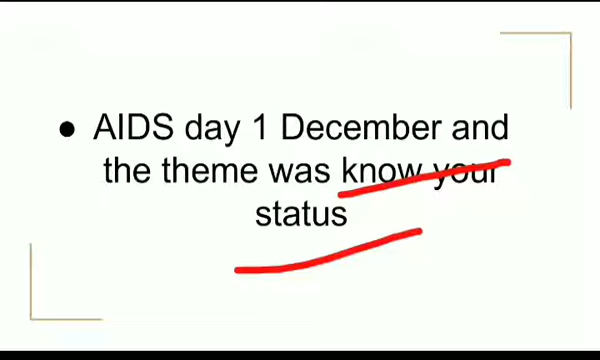 ● AIDS day 1 December and
the theme was know your
status